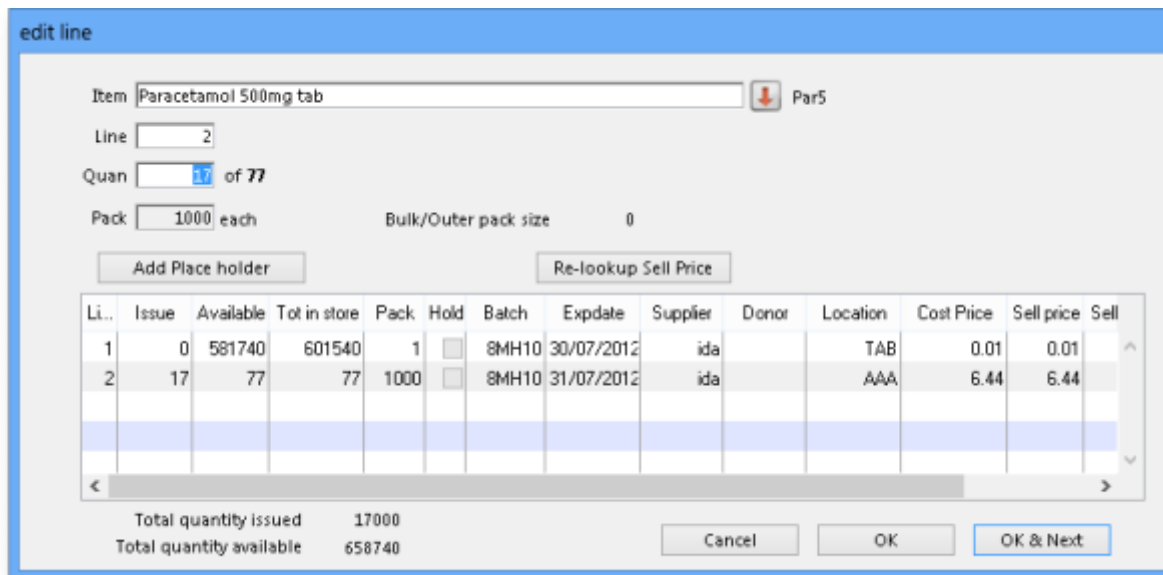 edit line
Item Paracetamol 500mg tab Par5
Line 2
Quan 17 of 77
Pack 1000 each Bulk/Outer pack size 0
Add Place holder Re-lookup Sell Price
Li... Issue Available Tot in store Pack Hold Batch Expdate Supplier Donor Location Cost Price Sell price Sell
1 0 581740 601540 1 8MH10 30/07/2012 ida TAB 0.01 0.01
2 17 77 77 1000 8MH10 31/07/2012 ida AAA 6.44 6.44
Total quantity issued 17000
Total quantity available 658740
Cancel OK OK & Next